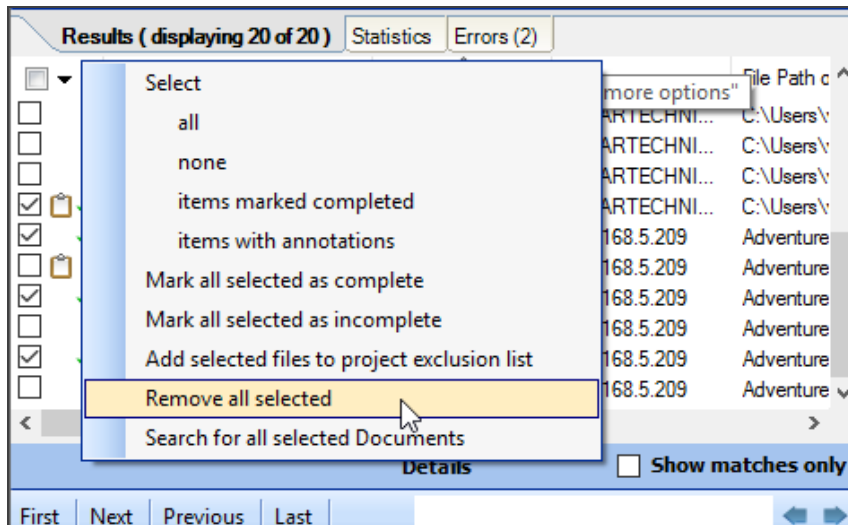 Results ( displaying 20 of 20 ) Statistics Errors (2)
Select
all
none
items marked completed
items with annotations
Mark all selected as complete
Mark all selected as incomplete
Add selected files to project exclusion list
Remove all selected
Search for all selected Documents
more options"
File Path
ARTECHNI... C:\Users\
ARTECHNI... C:\Users\
ARTECHNI... C:\Users\
ARTECHNI... C:\Users\
168.5.209 Adventure
168.5.209 Adventure
168.5.209 Adventure
168.5.209 Adventure
168.5.209 Adventure
168.5.209 Adventure
Details Show matches only
First Next Previous Last